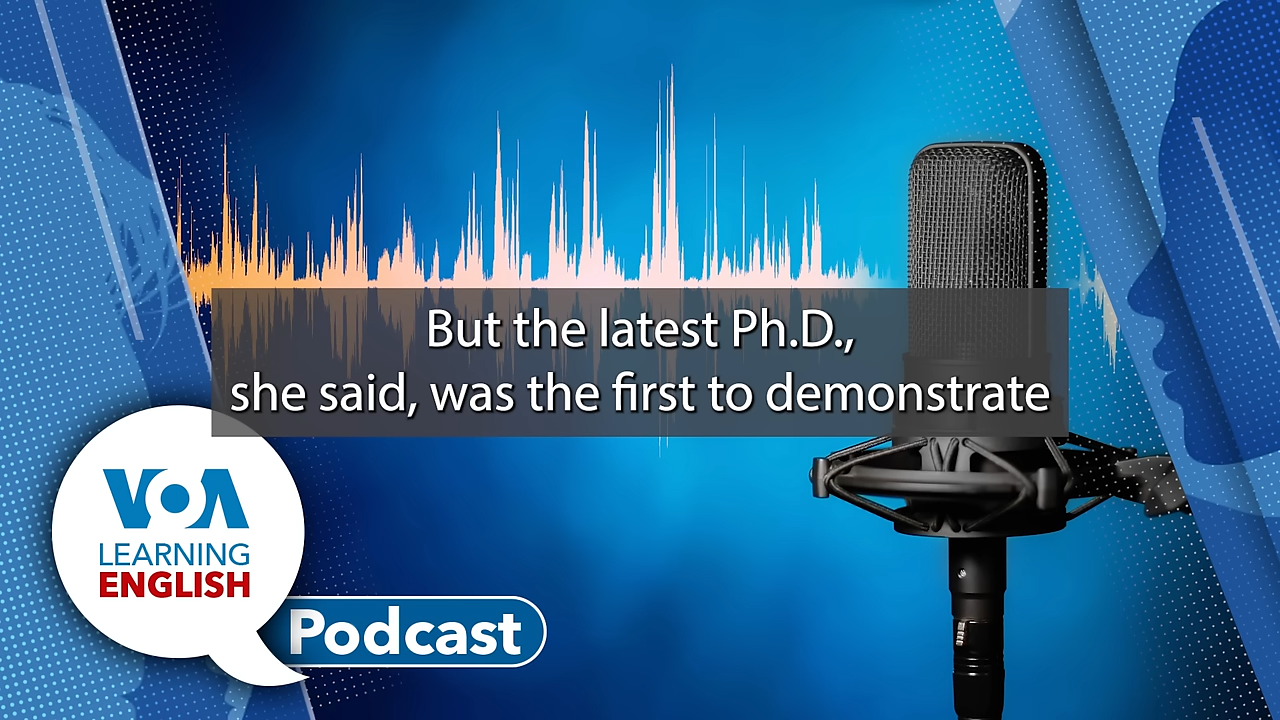 But the latest Ph.D.,
she said, was the first to demonstrate
VOA
LEARNING
ENGLISH
Podcast